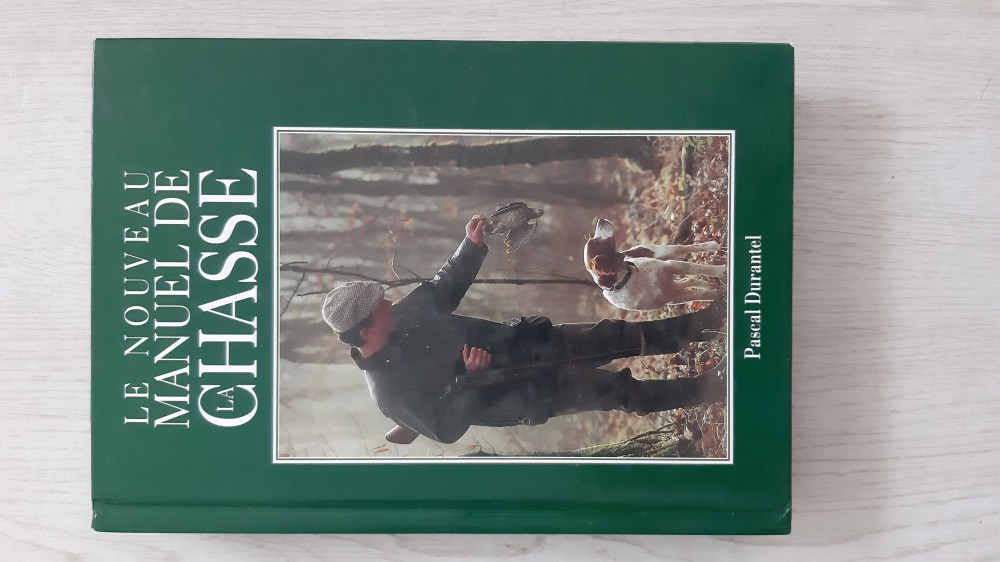 LE NOUVEAU
MANUEL DE
LA CHASSE
Pascal Durantel